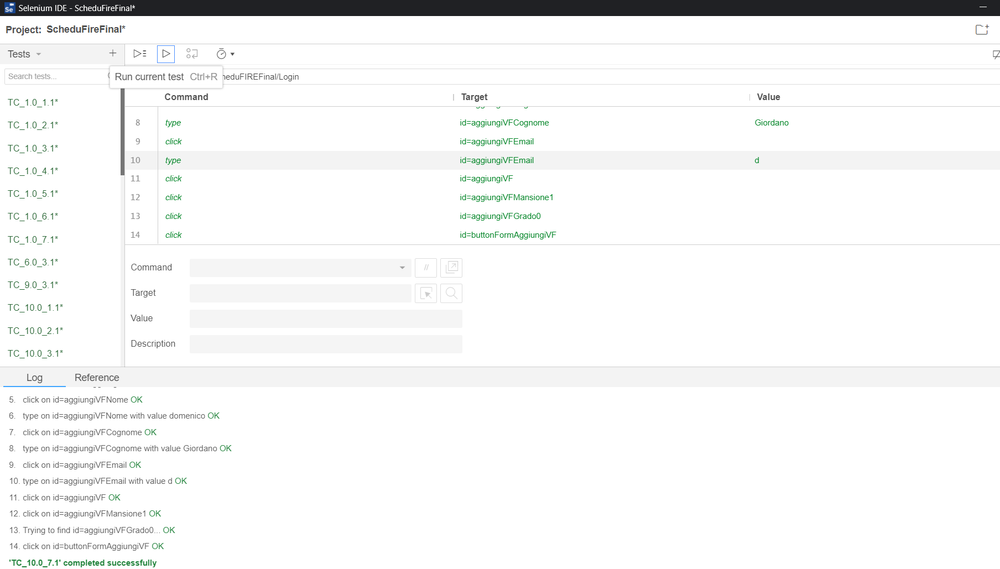 Se Selenium IDE - ScheduFireFinal*
Project: ScheduFireFinal*
Tests
Search tests...
Run current test Ctrl+R
heduFIREFinal/Login
TC_1.0_1.1*
TC_1.0_2.1*
TC_1.0_3.1*
TC_1.0_4.1*
TC_1.0_5.1*
TC_1.0_6.1*
TC_1.0_7.1*
TC_6.0_3.1*
TC_9.0_3.1*
TC_10.0_1.1*
TC_10.0_2.1*
TC_10.0_3.1*
Command Target Value
8 type id=aggiungiVFCognome Giordano
9 click id=aggiungiVFEmail
10 type id=aggiungiVFEmail d
11 click id=aggiungiVF
12 click id=aggiungiVFMansione1
13 click id=aggiungiVFGrado0
14 click id=buttonFormAggiungiVF
Command //
Target
Value
Description
Log Reference
5. click on id=aggiungiVFNome OK
6. type on id=aggiungiVFNome with value domenico OK
7. click on id=aggiungiVFCognome OK
8. type on id=aggiungiVFCognome with value Giordano OK
9. click on id=aggiungiVFEmail OK
10. type on id=aggiungiVFEmail with value d OK
11. click on id=aggiungiVF OK
12. click on id=aggiungiVFMansione1 OK
13. Trying to find id=aggiungiVFGrado0... OK
14. click on id=buttonFormAggiungiVF OK
'TC_10.0_7.1' completed successfully